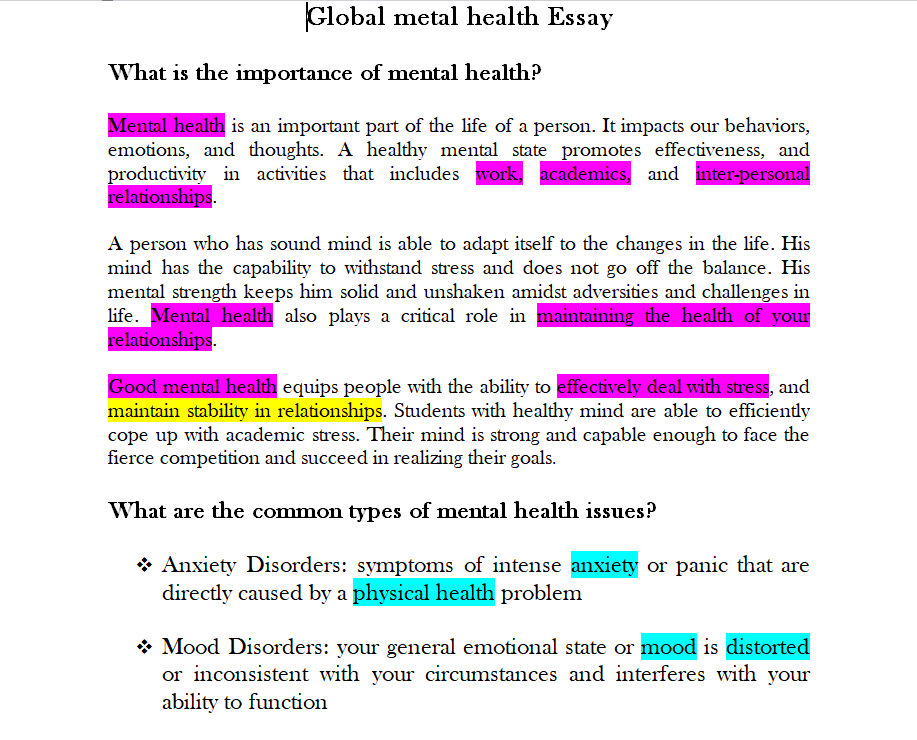 Global metal health Essay
What is the importance of mental health?
Mental health is an important part of the life of a person. It impacts our behaviors,
emotions, and thoughts. A healthy mental state promotes effectiveness, and
productivity in activities that includes work, academics, and inter-personal
relationships.
A person who has sound mind is able to adapt itself to the changes in the life. His
mind has the capability to withstand stress and does not go off the balance. His
mental strength keeps him solid and unshaken amidst adversities and challenges in
life. Mental health also plays a critical role in maintaining the health of your
relationships.
Good mental health equips people with the ability to effectively deal with stress, and
maintain stability in relationships. Students with healthy mind are able to efficiently
cope up with academic stress. Their mind is strong and capable enough to face the
fierce competition and succeed in realizing their goals.
What are the common types of mental health issues?
❖ Anxiety Disorders: symptoms of intense anxiety or panic that are
directly caused by a physical health problem
❖ Mood Disorders: your general emotional state or mood is distorted
or inconsistent with your circumstances and interferes with your
ability to function